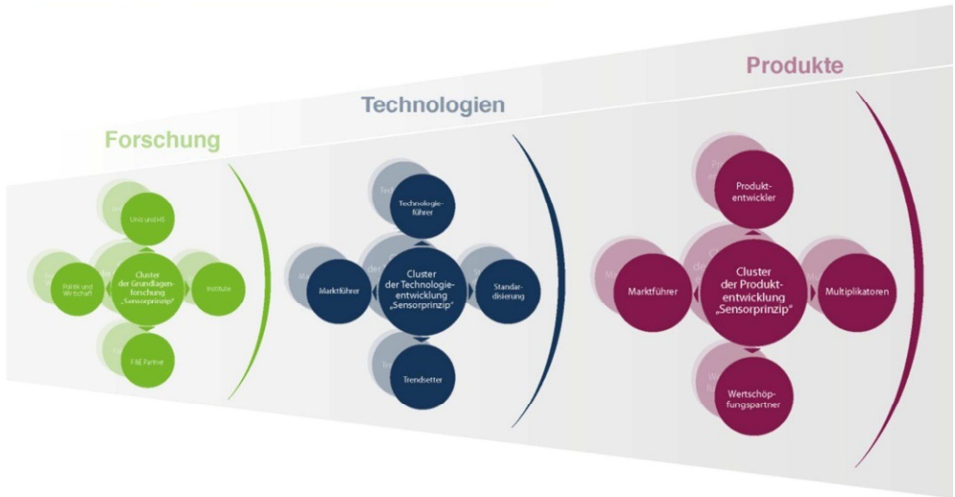 Forschung
Unis und HS
Politik und
Wirtschaft
Cluster
der Grundlagen-
forschung
„Sensorprinzip“
Institute
F&E Partner
Technologien
Technologie-
führer
Marktführer
Cluster
der Technologie-
entwicklung
„Sensorprinzip“
Standar-
disierung
Trendsetter
Produkte
Produkt-
entwickler
Marktführer
Cluster
der Produkt-
entwicklung
„Sensorprinzip“
Multiplikatoren
Wertschöp-
fungspartner